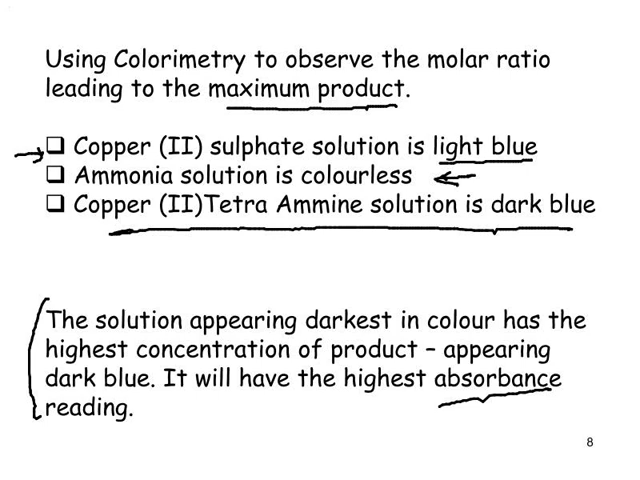 Using Colorimetry to observe the molar ratio
leading to the maximum product.
❑ Copper (II) sulphate solution is light blue
❑ Ammonia solution is colourless
❑ Copper (II)Tetra Ammine solution is dark blue
The solution appearing darkest in colour has the
highest concentration of product – appearing
dark blue. It will have the highest absorbance
reading.
8